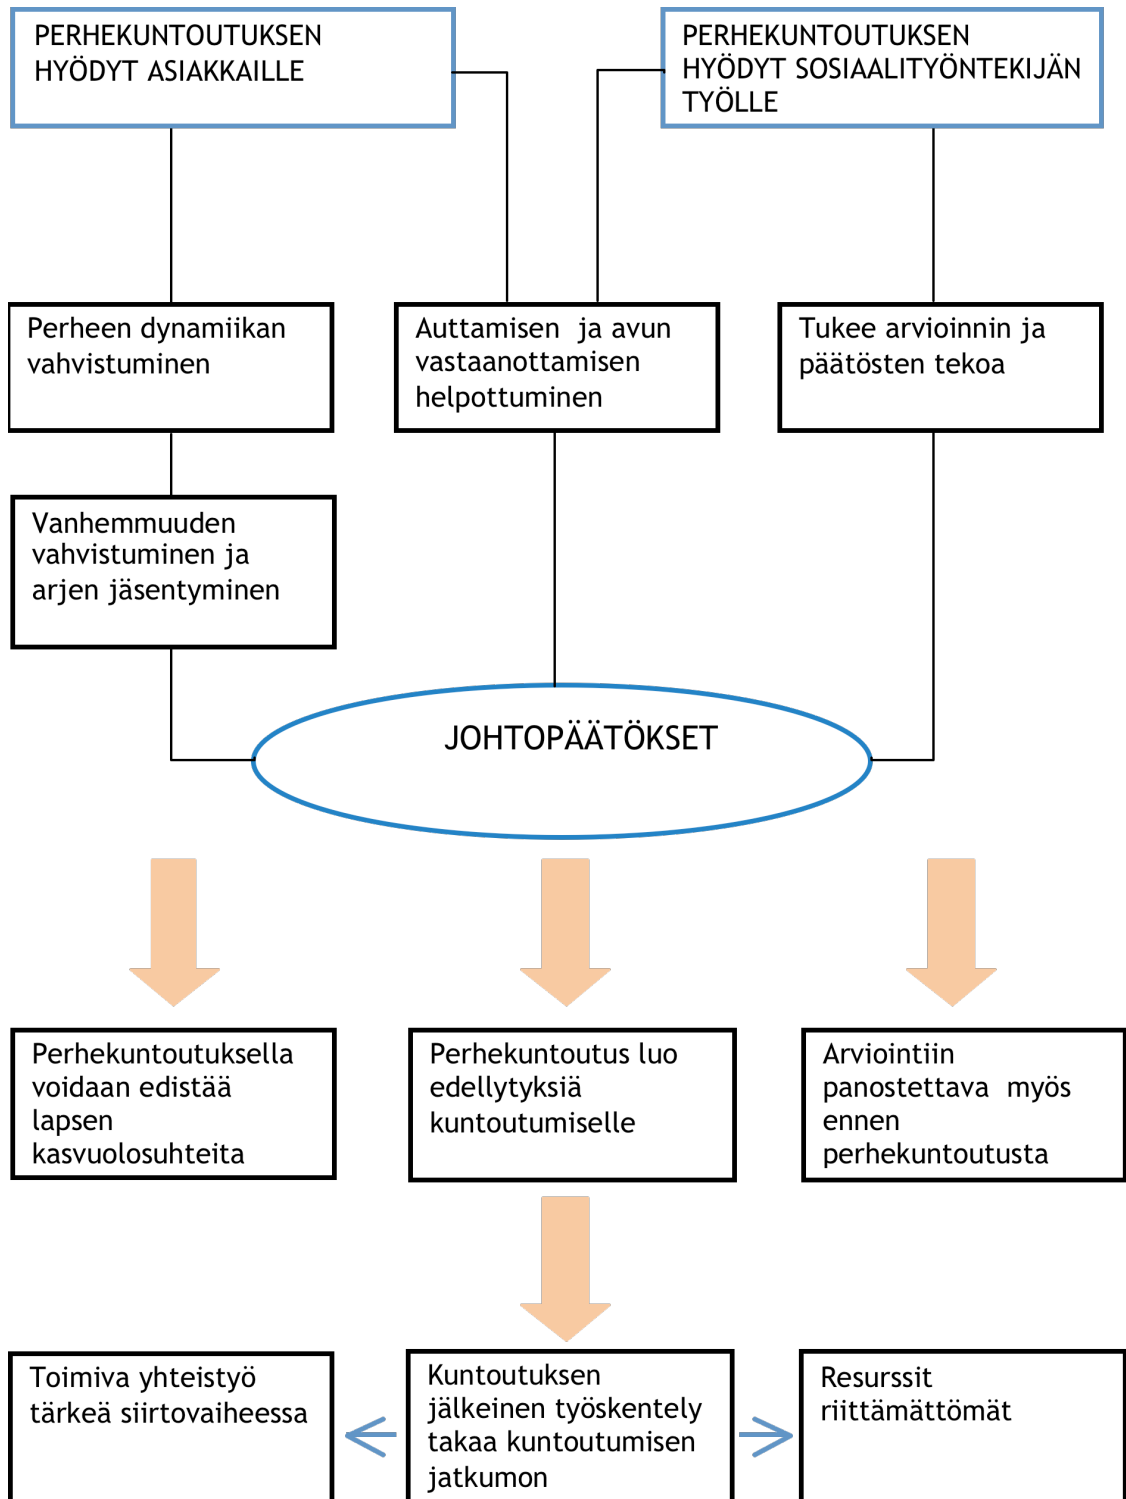 PERHEKUNTOUTUKSEN
HYÖDYT ASIAKKAILLE
PERHEKUNTOUTUKSEN
HYÖDYT SOSIAALITYÖNTEKIJÄN
TYÖLLE
Perheen dynamiikan
vahvistuminen
Auttamisen ja avun
vastaanottamisen
helpottuminen
Tukee arvioinnin ja
päätösten tekoa
Vanhemmuuden
vahvistuminen ja
arjen jäsentyminen
JOHTOPÄÄTÖKSET
Perhekuntoutuksella
voidaan edistää
lapsen
kasvuolosuhteita
Perhekuntoutus luo
edellytyksiä
kuntoutumiselle
Arviointiin
panostettava myös
ennen
perhekuntoutusta
Toimiva yhteistyö
tärkeä siirtovaiheessa
Kuntoutuksen
jälkeinen työskentely
takaa kuntoutumisen
jatkumon
Resurssit
riittämättömät